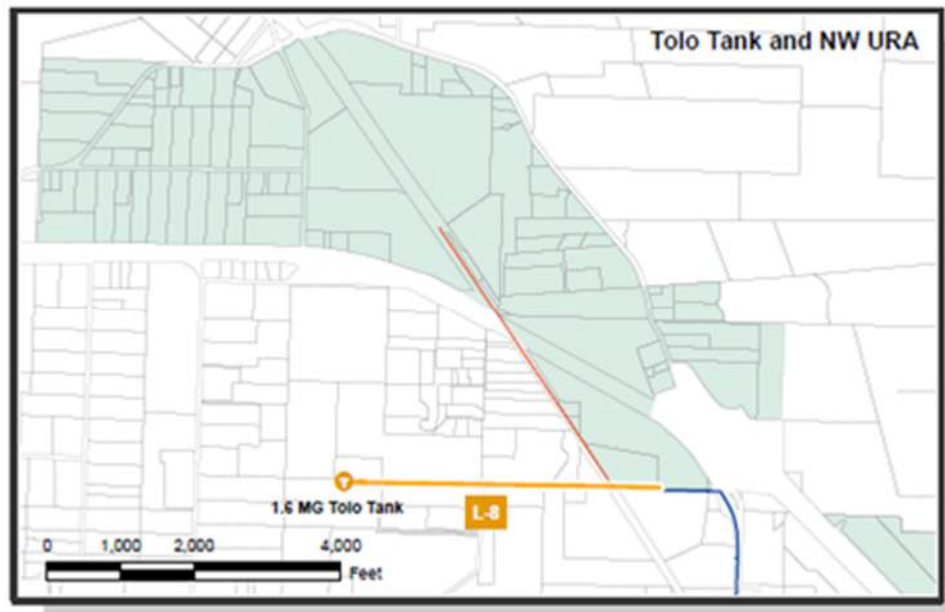 Tolo Tank and NW URA
1.6 MG Tolo Tank
L-8
0 1,000 2,000 4,000
Feet